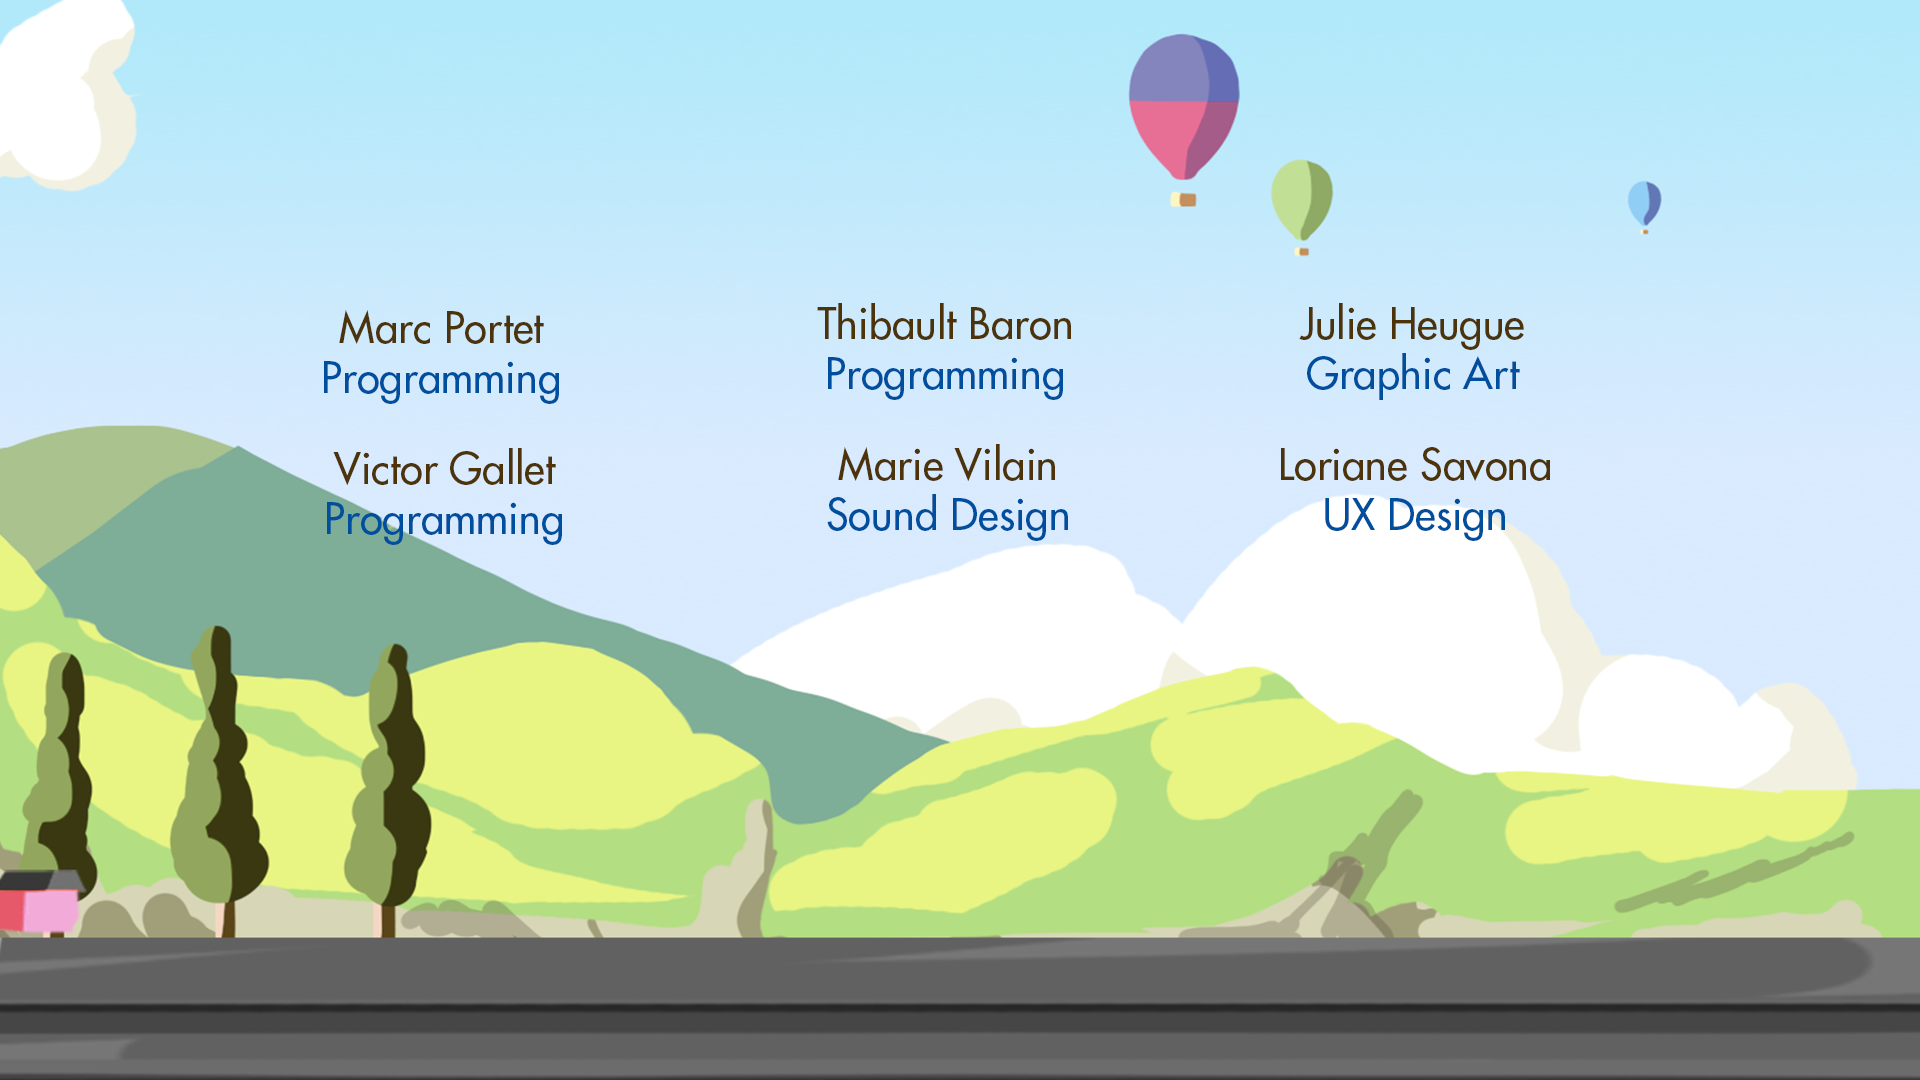 Marc Portet
Programming
Thibault Baron
Programming
Julie Heugue
Graphic Art
Victor Gallet
Programming
Marie Vilain
Sound Design
Loriane Savona
UX Design